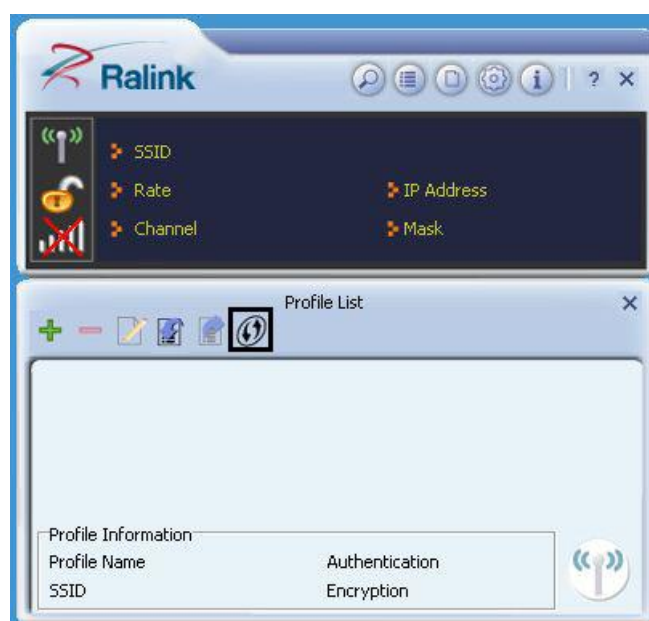 Ralink
? ×
SSID
Rate IP Address
Channel Mask
Profile List ×
Profile Information
Profile Name Authentication
SSID Encryption